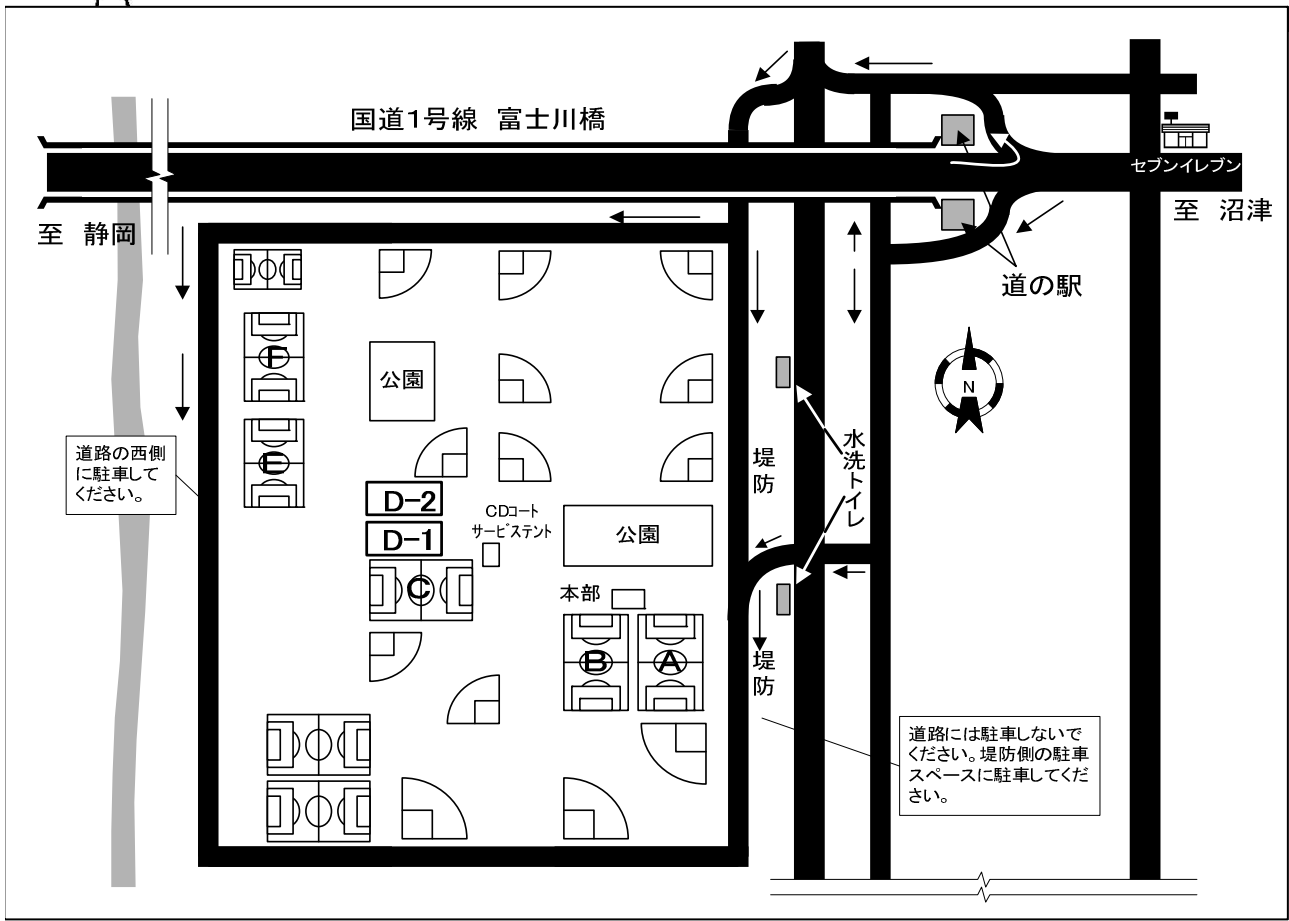 国道1号線 富士川橋
セブンイレブン
至 静岡
至 沼津
道の駅
F
公園
N
E
道路の西側
に駐車して
ください。
堤防
水洗トイレ
D-2
CDコート
サービステント
D-1
公園
C
本部
B
A
堤防
道路には駐車しないで
ください。堤防側の駐車
スペースに駐車してくだ
さい。